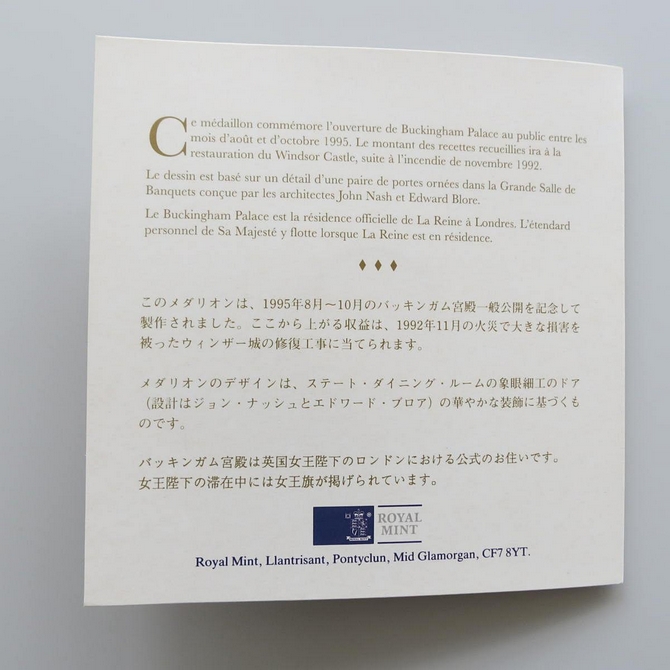 Ce médaillon commémore l'ouverture de Buckingham Palace au public entre les
mois d'août et d'octobre 1995. Le montant des recettes recueillies ira à la
restauration du Windsor Castle, suite à l'incendie de novembre 1992.
Le dessin est basé sur un détail d'une paire de portes ornées dans la Grande Salle de
Banquets conçue par les architectes John Nash et Edward Blore.
Le Buckingham Palace est la résidence officielle de La Reine à Londres. L'étendard
personnel de Sa Majesté y flotte lorsque La Reine est en résidence.
このメダリオンは、1995年8月〜10月のバッキンガム宮殿一般公開を記念して
製作されました。ここから上がる収益は、1992年11月の火災で大きな損害を
被ったウィンザー城の修復工事に当てられます。
メダリオンのデザインは、ステート・ダイニング・ルームの象眼細工のドア
（設計はジョン・ナッシュとエドワード・ブロア）の華やかな装飾に基づくも
のです。
バッキンガム宮殿は英国女王陛下のロンドンにおける公式のお住いです。
女王陛下の滞在中には女王旗が掲げられています。
ROYAL
MINT
Royal Mint, Llantrisant, Pontyclun, Mid Glamorgan, CF7 8YT.